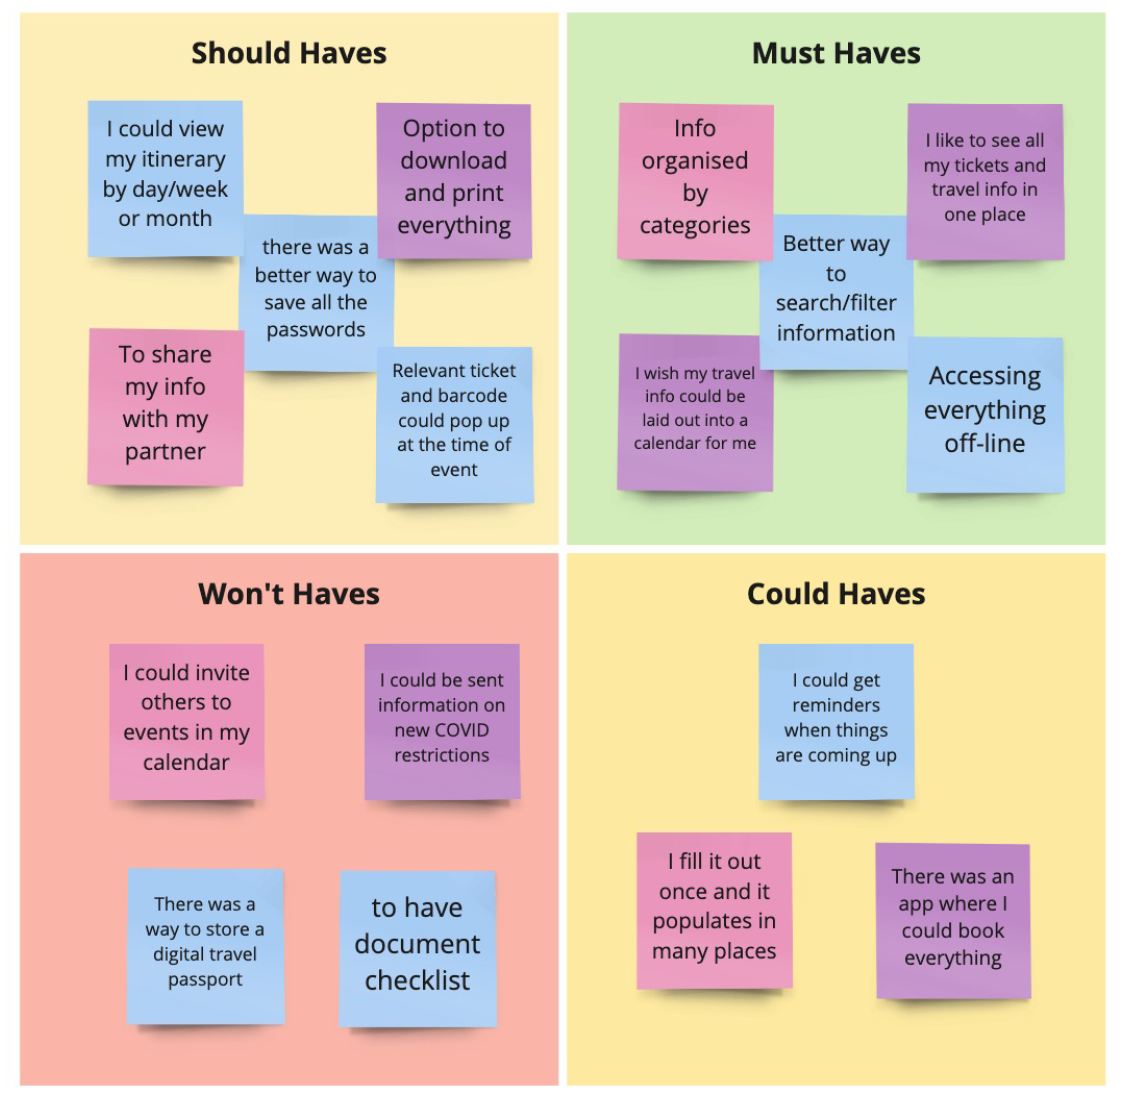 Should Haves
I could view
my itinerary
by day/week
or month
Option to
download
and print
everything
there was a
better way to
save all the
passwords
To share
my info
with my
partner
Relevant ticket
and barcode
could pop up
at the time of
event
Must Haves
Info
organised
by
categories
I like to see all
my tickets and
travel info in
one place
Better way
to
search/filter
information
I wish my travel
info could be
laid out into a
calendar for me
Accessing
everything
off-line
Won't Haves
I could invite
others to
events in my
calendar
I could be sent
information on
new COVID
restrictions
There was a
way to store a
digital travel
passport
to have
document
checklist
Could Haves
I could get
reminders
when things
are coming up
I fill it out
once and it
populates in
many places
There was an
app where I
could book
everything